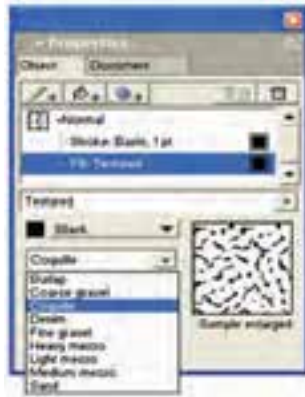 Properties
Object Document
Normal
Stroke: Basic, 1 pt
Fill: Textured
Textured
Black
Coquille
Sample enlarged
Burlap
Coarse gravel
Coquille
Denim
Fine gravel
Heavy mezzo
Light mezzo
Medium mezzo
Sand